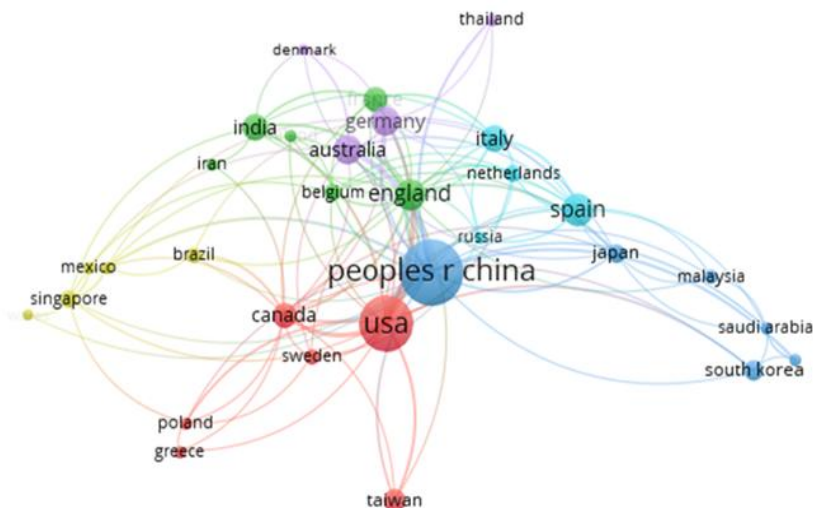 thailand
denmark
france
germany
india
italy
australia
iran
netherlands
belgium
england
spain
russia
brazil
japan
mexico
peoples r china
malaysia
singapore
canada
usa
saudi arabia
sweden
south korea
poland
greece
taiwan